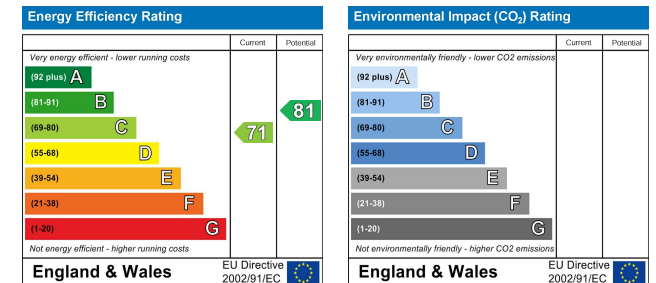 Energy Efficiency Rating
Current Potential
Very energy efficient - lower running costs
(92 plus) A
(81-91) B
(69-80) C
(55-68) D
(39-54) E
(21-38) F
(1-20) G
71
81
Not energy efficient - higher running costs
England & Wales
EU Directive
2002/91/EC
Environmental Impact (CO₂) Rating
Current Potential
Very environmentally friendly - lower CO2 emissions
(92 plus) A
(81-91) B
(69-80) C
(55-68) D
(39-54) E
(21-38) F
(1-20) G
Not environmentally friendly - higher CO2 emissions
England & Wales
EU Directive
2002/91/EC